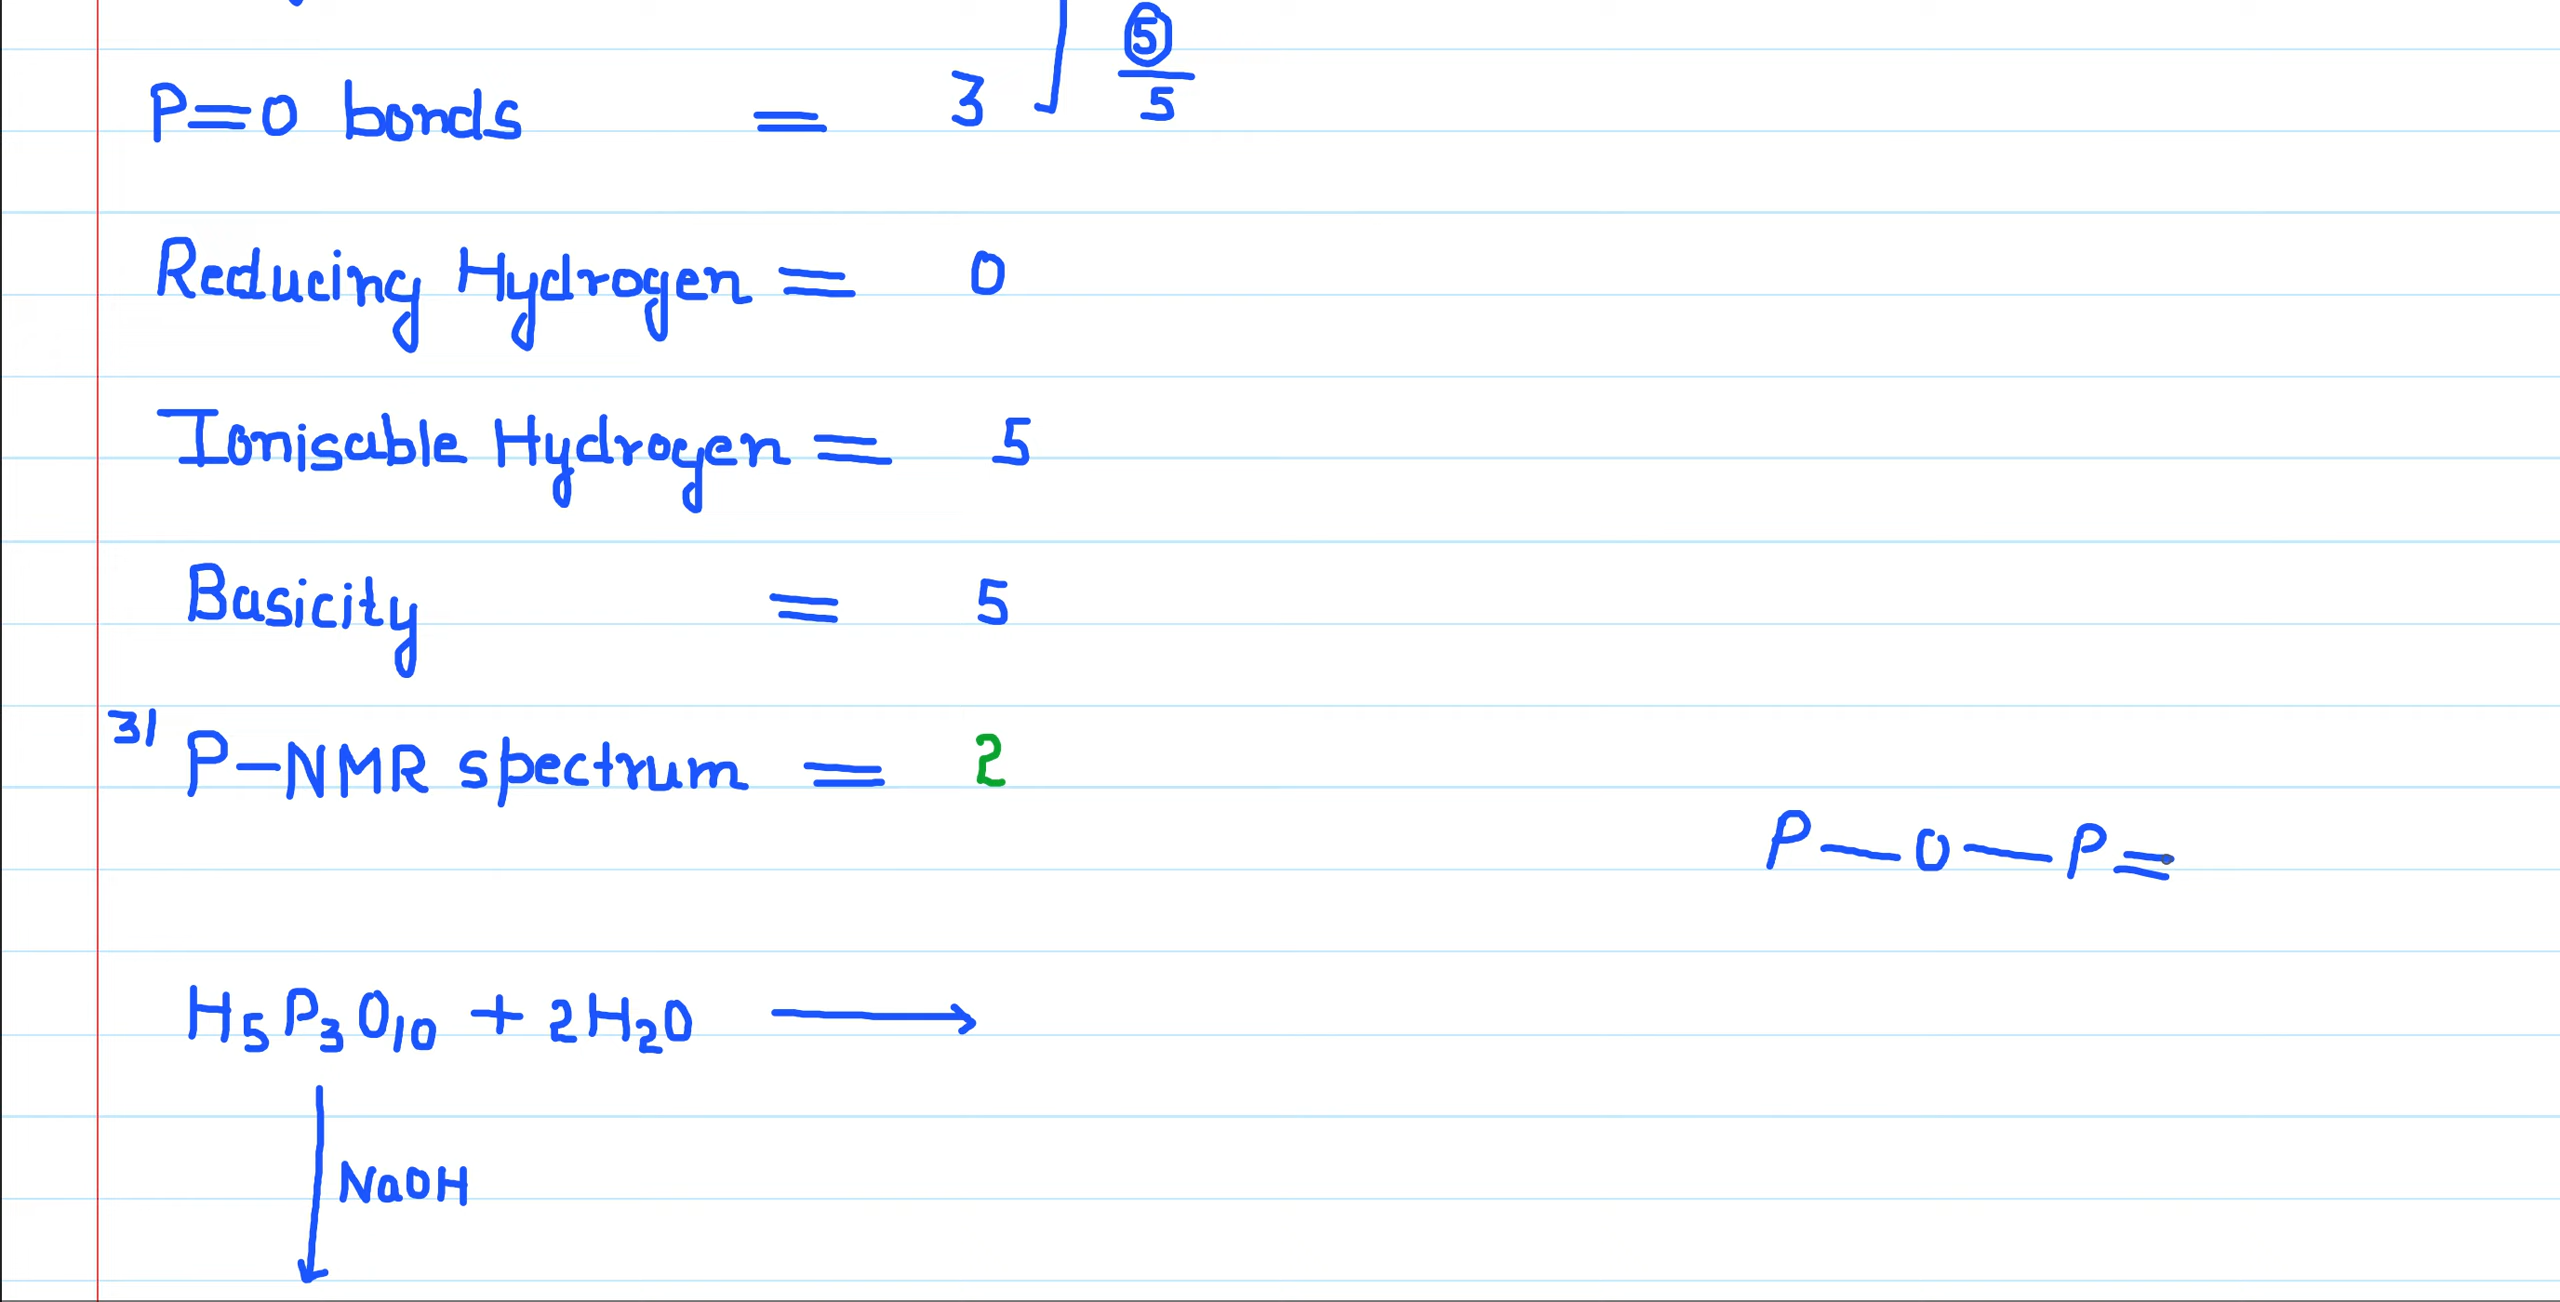 P=O bonds = 3 ] 5/5
Reducing Hydrogen = 0
Ionisable Hydrogen = 5
Basicity = 5
³¹P-NMR spectrum = 2
P-O-P=
H₅P₃O₁₀ + 2H₂O ⟶
↓ NaOH